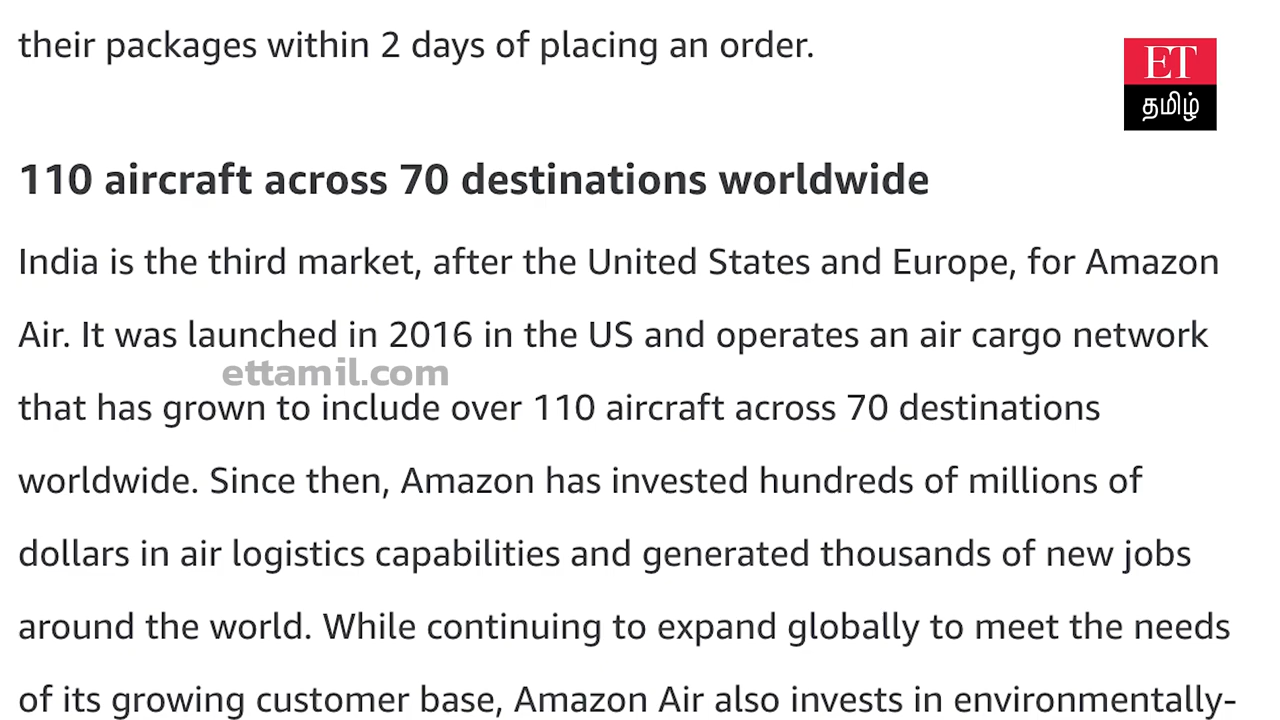 their packages within 2 days of placing an order.
ET
தமிழ்
110 aircraft across 70 destinations worldwide
India is the third market, after the United States and Europe, for Amazon
Air. It was launched in 2016 in the US and operates an air cargo network
ettamil.com
that has grown to include over 110 aircraft across 70 destinations
worldwide. Since then, Amazon has invested hundreds of millions of
dollars in air logistics capabilities and generated thousands of new jobs
around the world. While continuing to expand globally to meet the needs
of its growing customer base, Amazon Air also invests in environmentally-